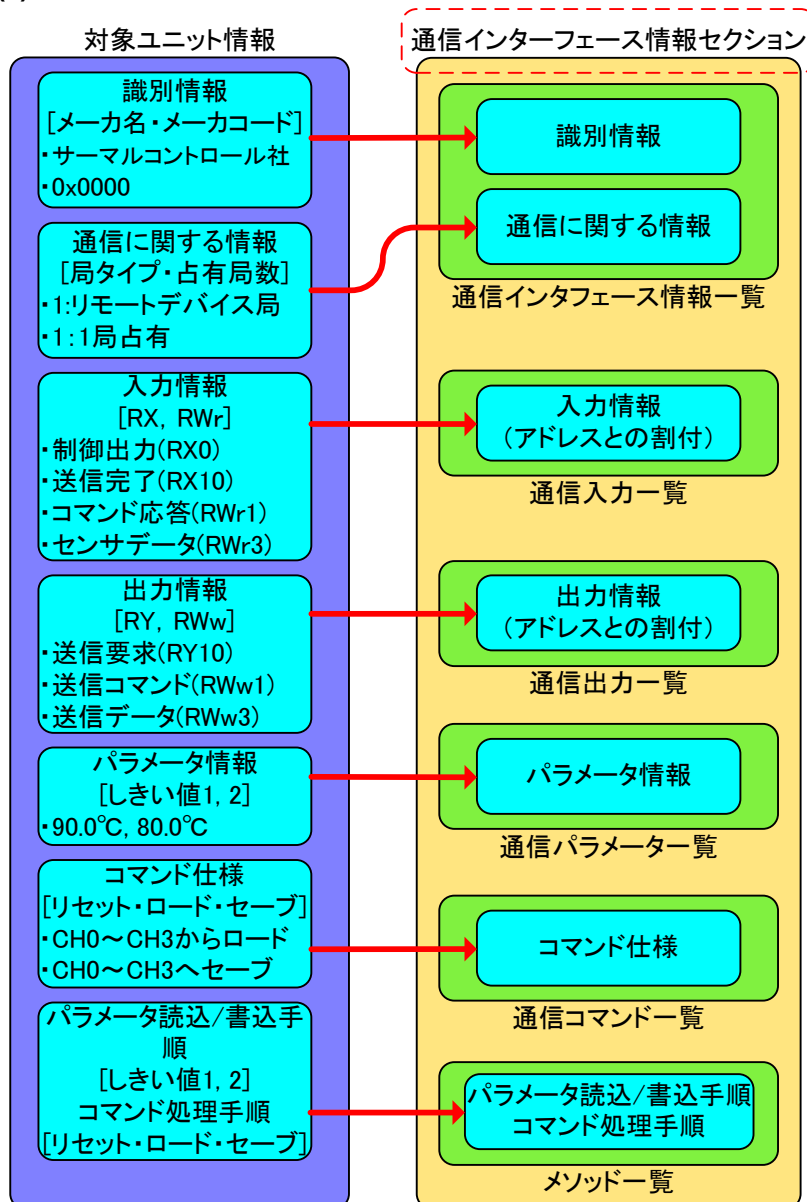 対象ユニット情報
識別情報
[メーカ名・メーカコード]
・サーマルコントロール社
・0x0000
通信に関する情報
[局タイプ・占有局数]
・1:リモートデバイス局
・1:1局占有
入力情報
[RX, RWr]
・制御出力(RX0)
・送信完了(RX10)
・コマンド応答(RWr1)
・センサデータ(RWr3)
出力情報
[RY, RWw]
・送信要求(RY10)
・送信コマンド(RWw1)
・送信データ(RWw3)
パラメータ情報
[しきい値1, 2]
・90.0℃, 80.0℃
コマンド仕様
[リセット・ロード・セーブ]
・CH0～CH3からロード
・CH0～CH3へセーブ
パラメータ読込/書込手
順
[しきい値1, 2]
コマンド処理手順
[リセット・ロード・セーブ]
通信インターフェース情報セクション
識別情報
通信に関する情報
通信インタフェース情報一覧
入力情報
(アドレスとの割付)
通信入力一覧
出力情報
(アドレスとの割付)
通信出力一覧
パラメータ情報
通信パラメータ一覧
コマンド仕様
通信コマンド一覧
パラメータ読込/書込手順
コマンド処理手順
メソッド一覧